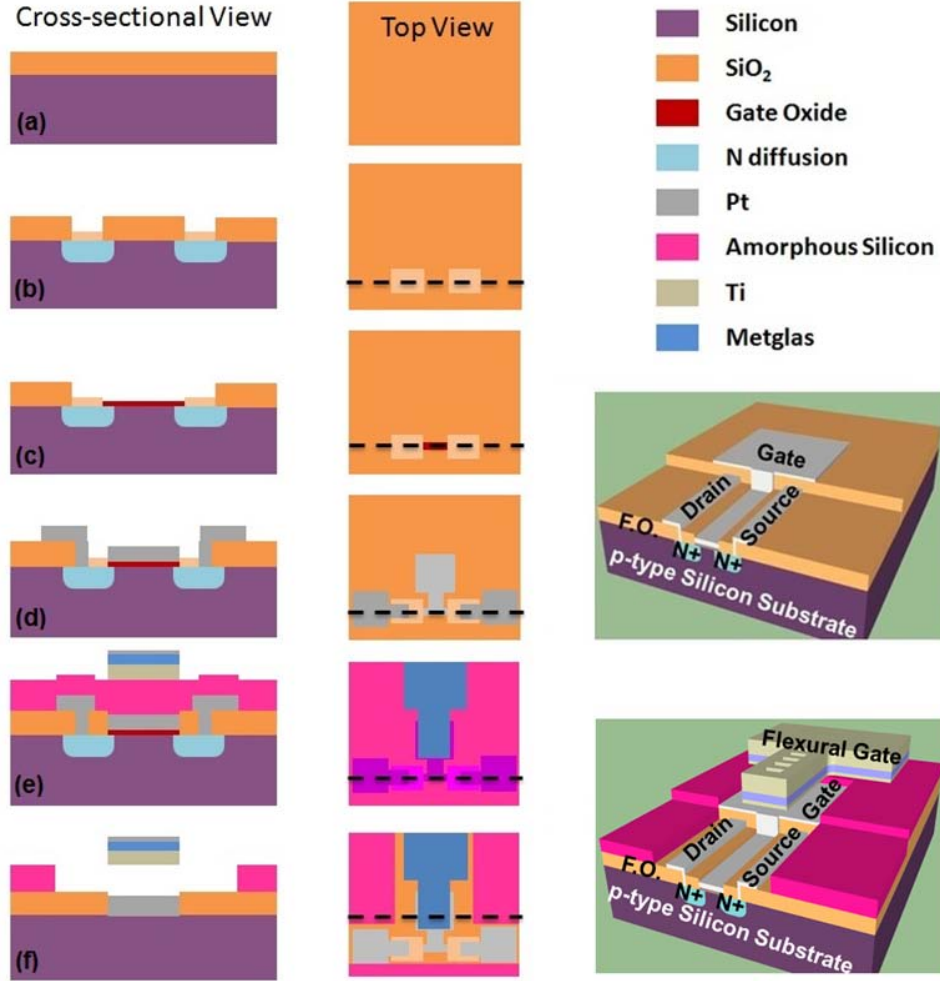 Cross-sectional View
Top View
(a)
(b)
(c)
(d)
(e)
(f)
Silicon
SiO₂
Gate Oxide
N diffusion
Pt
Amorphous Silicon
Ti
Metglas
Gate
Drain
Source
F.O.
N+
N+
p-type Silicon Substrate
Flexural Gate
Gate
Drain
Source
F.O.
N+
N+
p-type Silicon Substrate